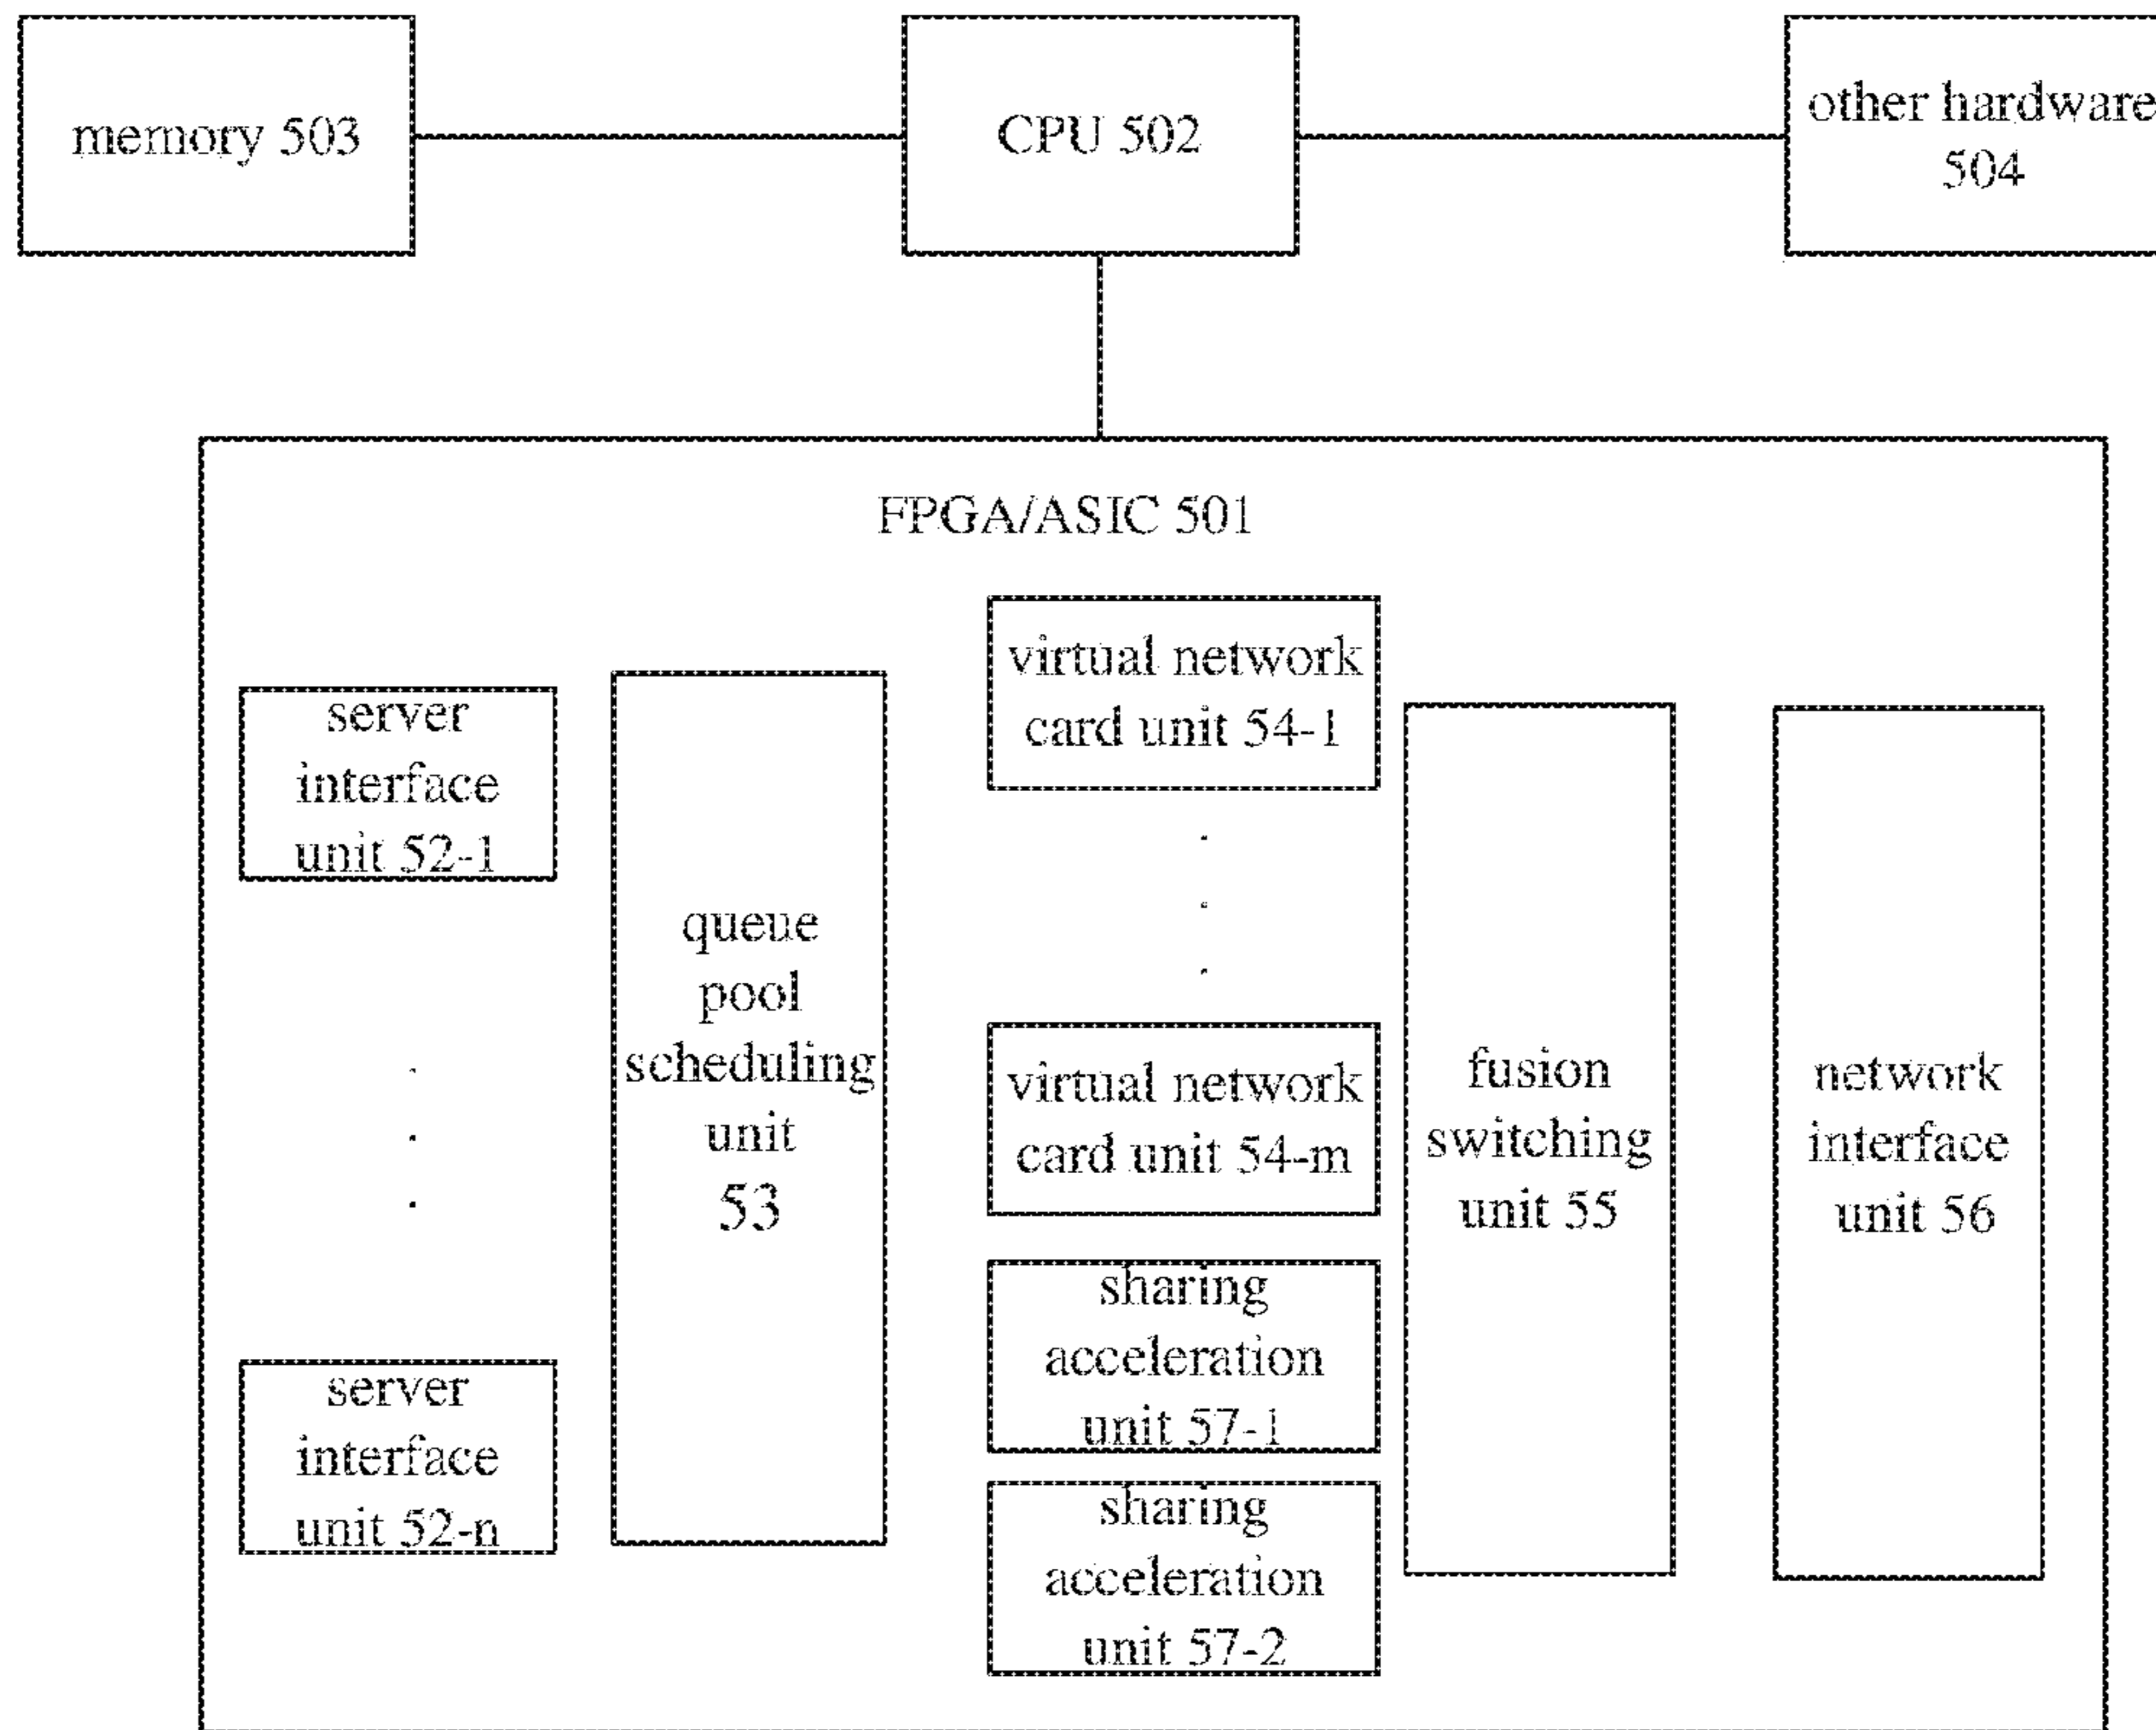 memory 503
CPU 502
other hardware
504
FPGA/ASIC 501
server
interface
unit 52-1
server
interface
unit 52-n
queue
pool
scheduling
unit
53
virtual network
card unit 54-1
virtual network
card unit 54-m
sharing
acceleration
unit 57-1
sharing
acceleration
unit 57-2
fusion
switching
unit 55
network
interface
unit 56